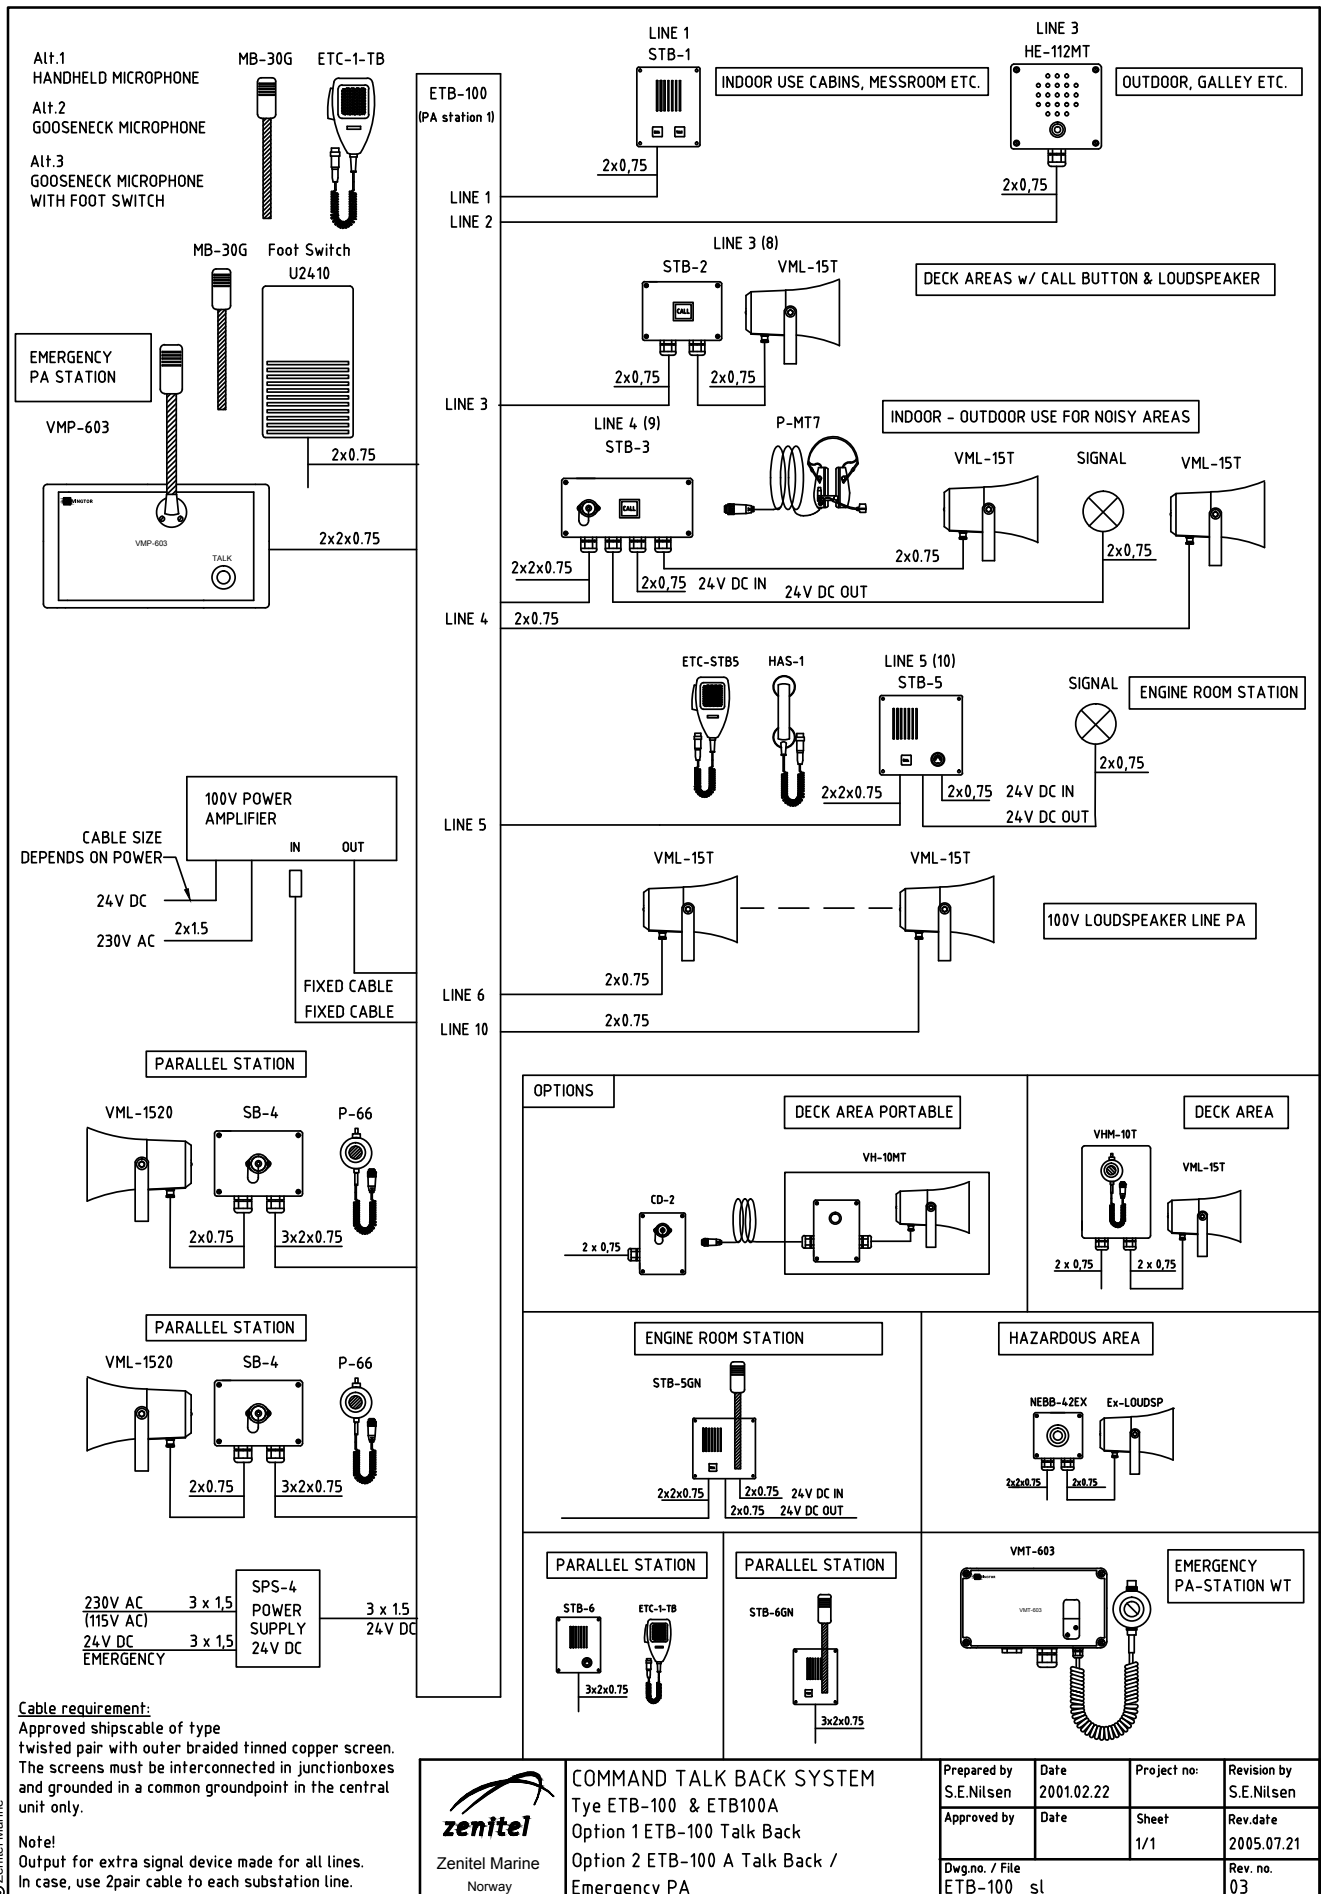 Alt.1
HANDHELD MICROPHONE
Alt.2
GOOSENECK MICROPHONE
Alt.3
GOOSENECK MICROPHONE
WITH FOOT SWITCH
MB-30G
ETC-1-TB
ETB-100
(PA station 1)
LINE 1
STB-1
INDOOR USE CABINS, MESSROOM ETC.
LINE 3
HE-112MT
OUTDOOR, GALLEY ETC.
2x0,75
2x0,75
LINE 1
LINE 2
MB-30G
Foot Switch
U2410
LINE 3 (8)
STB-2
VML-15T
CALL
DECK AREAS w/ CALL BUTTON & LOUDSPEAKER
2x0,75
2x0,75
LINE 3
EMERGENCY
PA STATION
VMP-603
2x0.75
VINGTOR
VMP-603
TALK
2x2x0.75
LINE 4 (9)
STB-3
CALL
P-MT7
INDOOR - OUTDOOR USE FOR NOISY AREAS
VML-15T
SIGNAL
VML-15T
2x2x0.75
2x0,75
24V DC IN
24V DC OUT
2x0.75
2x0,75
LINE 4
2x0.75
ETC-STB5
HAS-1
LINE 5 (10)
STB-5
SIGNAL
ENGINE ROOM STATION
2x2x0.75
2x0,75
24V DC IN
24V DC OUT
2x0,75
LINE 5
100V POWER
AMPLIFIER
IN
OUT
CABLE SIZE
DEPENDS ON POWER
24V DC
2x1.5
230V AC
FIXED CABLE
FIXED CABLE
VML-15T
VML-15T
100V LOUDSPEAKER LINE PA
2x0.75
LINE 6
2x0.75
LINE 10
PARALLEL STATION
VML-1520
SB-4
P-66
2x0.75
3x2x0.75
PARALLEL STATION
VML-1520
SB-4
P-66
2x0.75
3x2x0.75
230V AC
(115V AC)
24V DC
EMERGENCY
3 x 1,5
3 x 1,5
SPS-4
POWER
SUPPLY
24V DC
3 x 1.5
24V DC
OPTIONS
DECK AREA PORTABLE
VH-10MT
CD-2
2 x 0,75
DECK AREA
VHM-10T
VML-15T
2 x 0,75
2 x 0,75
ENGINE ROOM STATION
STB-5GN
2x2x0.75
2x0.75
24V DC IN
2x0.75
24V DC OUT
HAZARDOUS AREA
NEBB-42EX
Ex-LOUDSP
2x2x0.75
2x0.75
PARALLEL STATION
STB-6
ETC-1-TB
3x2x0.75
PARALLEL STATION
STB-6GN
3x2x0.75
VMT-603
VMT-603
EMERGENCY
PA-STATION WT
Cable requirement:
Approved shipscable of type
twisted pair with outer braided tinned copper screen.
The screens must be interconnected in junctionboxes
and grounded in a common groundpoint in the central
unit only.
Note!
Output for extra signal device made for all lines.
In case, use 2pair cable to each substation line.
zenitel
Zenitel Marine
Norway
COMMAND TALK BACK SYSTEM
Tye ETB-100 & ETB100A
Option 1 ETB-100 Talk Back
Option 2 ETB-100 A Talk Back /
Emergency PA
Prepared by
S.E.Nilsen
Date
2001.02.22
Project no:
Revision by
S.E.Nilsen
Approved by
Date
Sheet
1/1
Rev.date
2005.07.21
Dwg.no. / File
ETB-100 sl
Rev. no.
03